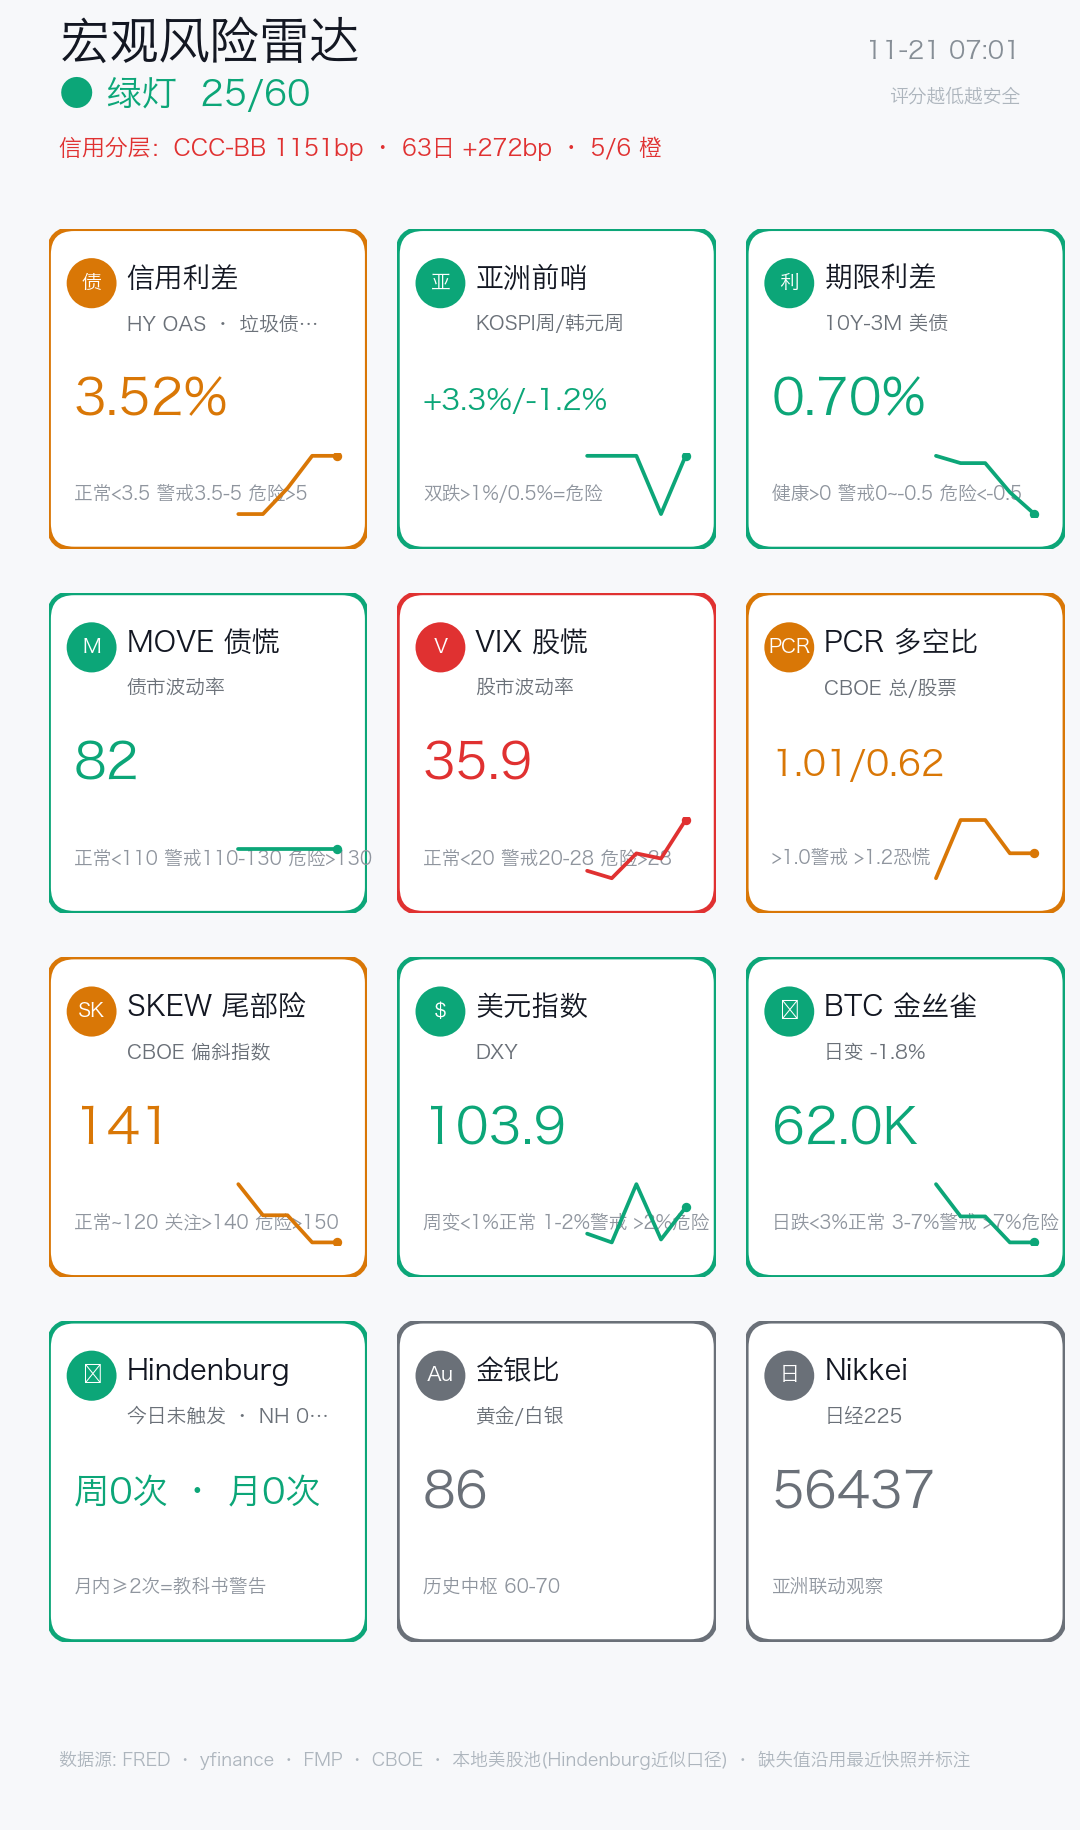 宏观风险雷达
11-21 07:01
绿灯 25/60
评分越低越安全
信用分层：CCC-BB 1151bp · 63日 +272bp · 5/6 橙
债 信用利差
HY OAS · 垃圾债…
3.52%
正常<3.5 警戒3.5-5 危险>5
亚 亚洲前哨
KOSPI周/韩元周
+3.3%/-1.2%
双跌>1%/0.5%=危险
利 期限利差
10Y-3M 美债
0.70%
健康>0 警戒0~-0.5 危险<-0.5
M MOVE 债慌
债市波动率
82
正常<110 警戒110-130 危险>130
V VIX 股慌
股市波动率
35.9
正常<20 警戒20-28 危险>28
PCR PCR 多空比
CBOE 总/股票
1.01/0.62
>1.0警戒 >1.2恐慌
SK SKEW 尾部险
CBOE 偏斜指数
141
正常~120 关注>140 危险>150
$ 美元指数
DXY
103.9
周变<1%正常 1-2%警戒 >2%危险
BTC 金丝雀
日变 -1.8%
62.0K
日跌<3%正常 3-7%警戒 >7%危险
Hindenburg
今日未触发 · NH 0…
周0次 · 月0次
月内≥2次=教科书警告
Au 金银比
黄金/白银
86
历史中枢 60-70
日 Nikkei
日经225
56437
亚洲联动观察
数据源: FRED · yfinance · FMP · CBOE · 本地美股池(Hindenburg近似口径) · 缺失值沿用最近快照并标注